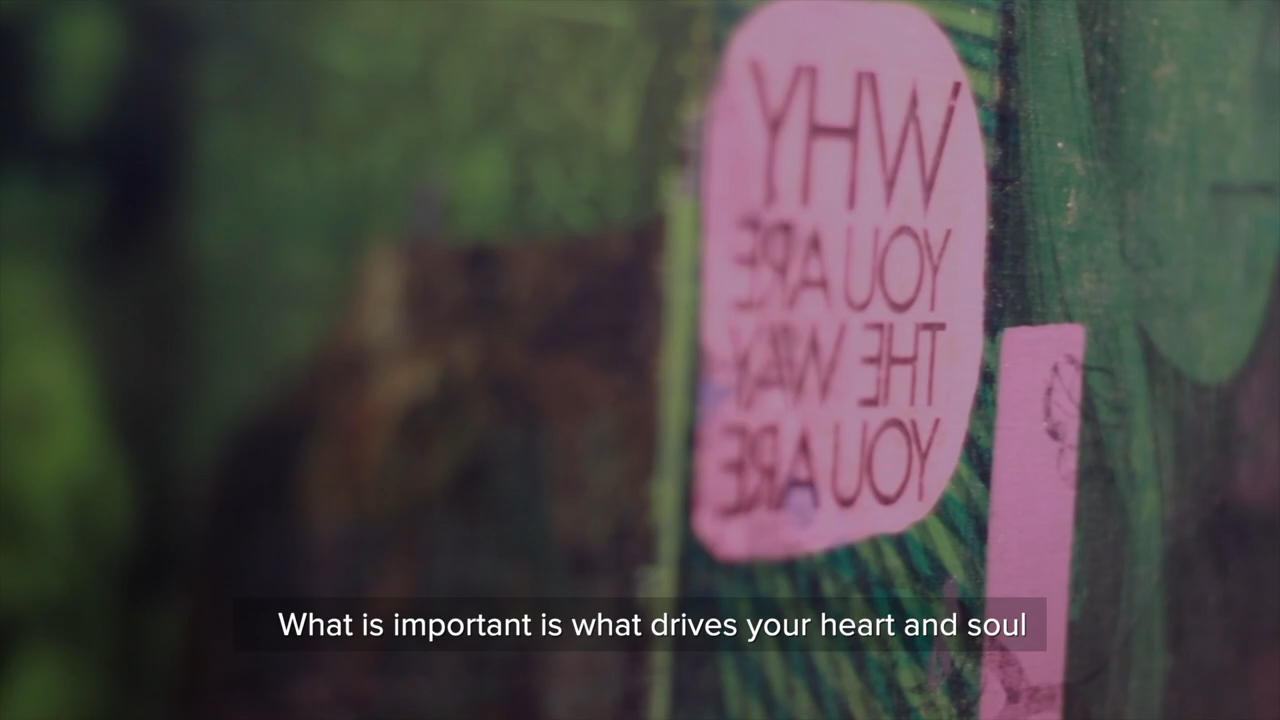 WHY
YOU ARE
THE WAY
YOU ARE
What is important is what drives your heart and soul